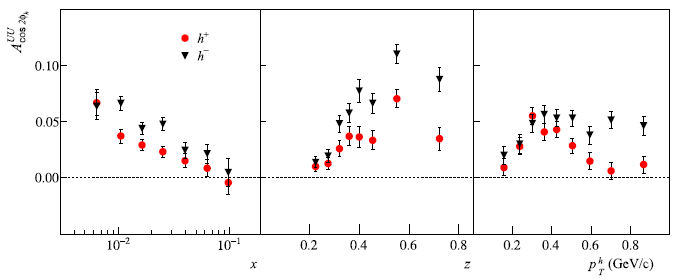 A^{UU}_{cos 2ϕ_h}
h⁺
h⁻
0.10
0.05
0.00
10⁻² 10⁻¹ 0.2 0.4 0.6 0.8 0.2 0.4 0.6 0.8
x z p_T^h (GeV/c)